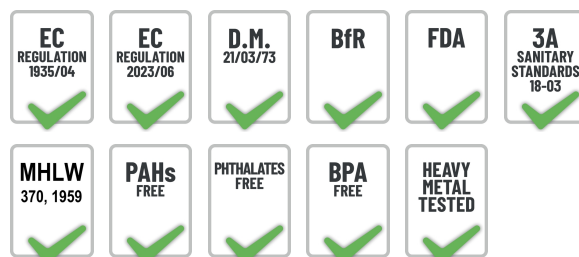 EC
REGULATION
1935/04
EC
REGULATION
2023/06
D.M.
21/03/73
BfR
FDA
3A
SANITARY
STANDARDS
18-03
MHLW
370, 1959
PAHs
FREE
PHTHALATES
FREE
BPA
FREE
HEAVY
METAL
TESTED